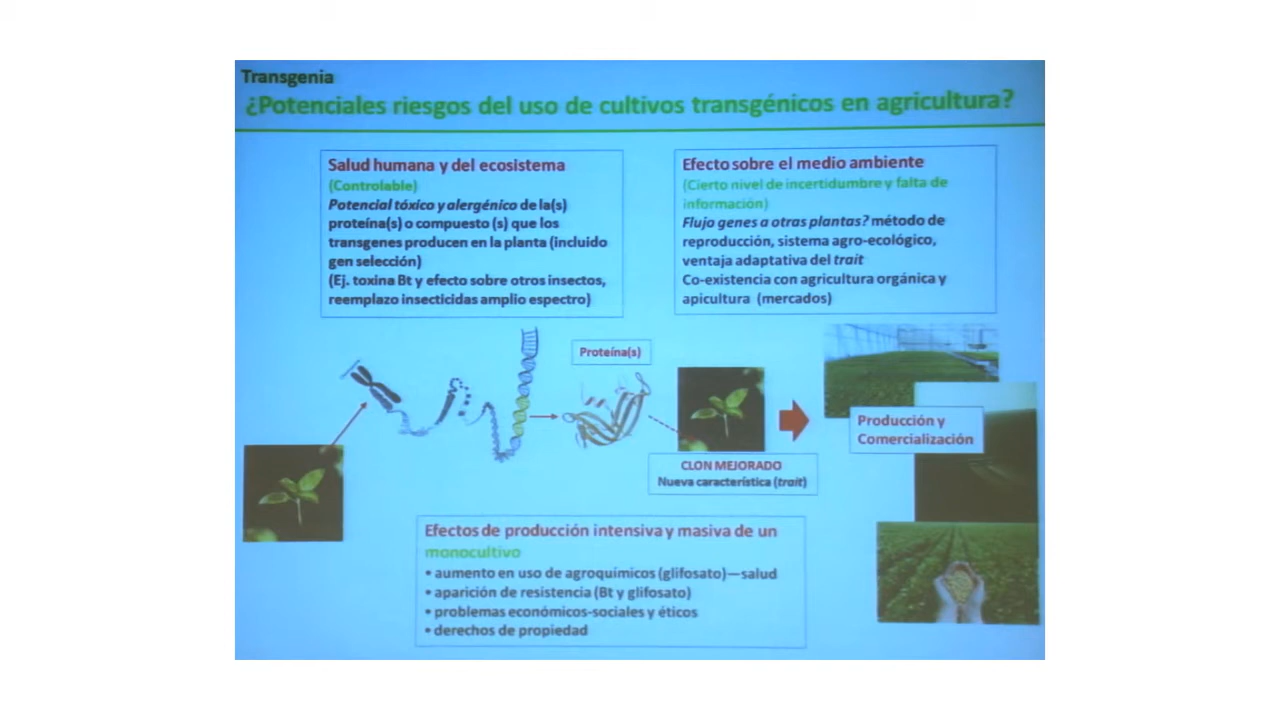 Transgenia
¿Potenciales riesgos del uso de cultivos transgénicos en agricultura?
Salud humana y del ecosistema
(Controlable)
Potencial tóxico y alergénico de la(s)
proteína(s) o compuesto (s) que los
transgenes producen en la planta (incluido
gen selección)
(Ej. toxina Bt y efecto sobre otros insectos,
reemplazo insecticidas amplio espectro)
Efecto sobre el medio ambiente
(Cierto nivel de incertidumbre y falta de
información)
Flujo genes a otras plantas? método de
reproducción, sistema agro-ecológico,
ventaja adaptativa del trait
Co-existencia con agricultura orgánica y
apicultura (mercados)
Proteína(s)
Producción y
Comercialización
CLON MEJORADO
Nueva característica (trait)
Efectos de producción intensiva y masiva de un
monocultivo
• aumento en uso de agroquímicos (glifosato)—salud
• aparición de resistencia (Bt y glifosato)
• problemas económicos-sociales y éticos
• derechos de propiedad